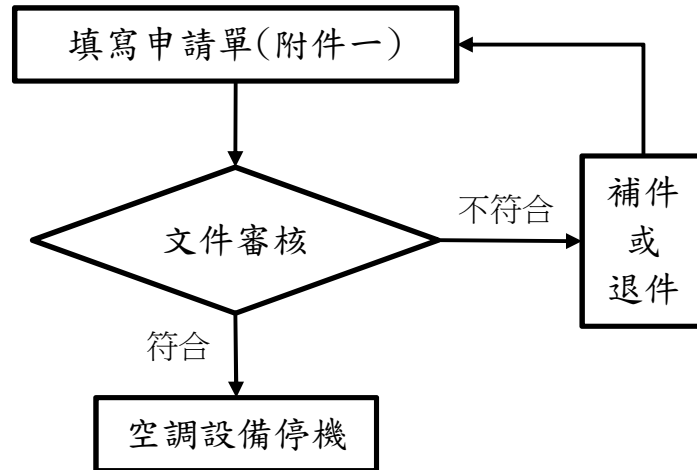 填寫申請單(附件一)
文件審核
不符合
補件
或
退件
符合
空調設備停機